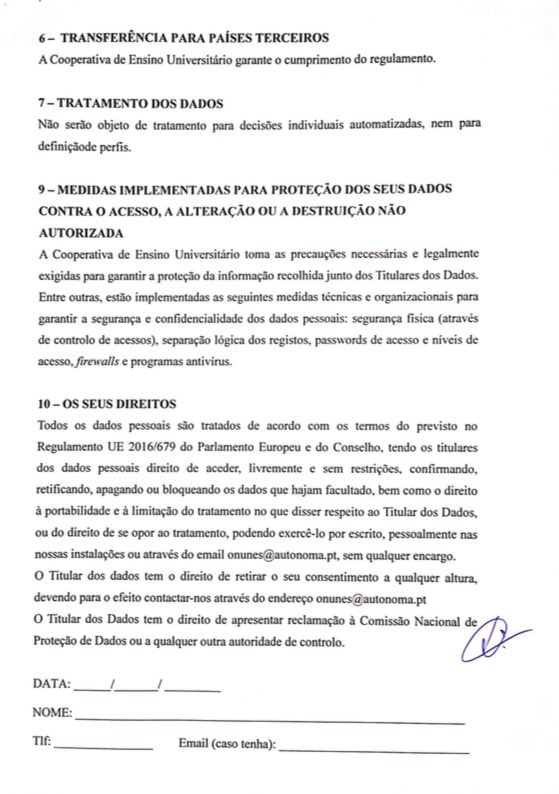 6 – TRANSFERÊNCIA PARA PAÍSES TERCEIROS
A Cooperativa de Ensino Universitário garante o cumprimento do regulamento.
7 – TRATAMENTO DOS DADOS
Não serão objeto de tratamento para decisões individuais automatizadas, nem para
definiçãode perfis.
9 – MEDIDAS IMPLEMENTADAS PARA PROTEÇÃO DOS SEUS DADOS
CONTRA O ACESSO, A ALTERAÇÃO OU A DESTRUIÇÃO NÃO
AUTORIZADA
A Cooperativa de Ensino Universitário toma as precauções necessárias e legalmente
exigidas para garantir a proteção da informação recolhida junto dos Titulares dos Dados.
Entre outras, estão implementadas as seguintes medidas técnicas e organizacionais para
garantir a segurança e confidencialidade dos dados pessoais: segurança física (através
de controlo de acessos), separação lógica dos registos, passwords de acesso e níveis de
acesso, firewalls e programas antivírus.
10 – OS SEUS DIREITOS
Todos os dados pessoais são tratados de acordo com os termos do previsto no
Regulamento UE 2016/679 do Parlamento Europeu e do Conselho, tendo os titulares
dos dados pessoais direito de aceder, livremente e sem restrições, confirmando,
retificando, apagando ou bloqueando os dados que hajam facultado, bem como o direito
à portabilidade e à limitação do tratamento no que disser respeito ao Titular dos Dados,
ou do direito de se opor ao tratamento, podendo exercê-lo por escrito, pessoalmente nas
nossas instalações ou através do email onunes@autonoma.pt, sem qualquer encargo.
O Titular dos dados tem o direito de retirar o seu consentimento a qualquer altura,
devendo para o efeito contactar-nos através do endereço onunes@autonoma.pt
O Titular dos Dados tem o direito de apresentar reclamação à Comissão Nacional de
Proteção de Dados ou a qualquer outra autoridade de controlo.
DATA: _____/_____/________
NOME: ______________________________
Tlf: ______________ Email (caso tenha): ______________________